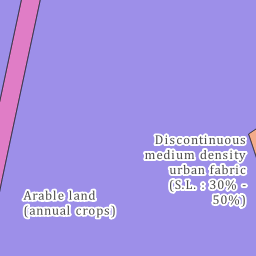 Discontinuous
medium density
urban fabric
(S.L. : 30% -
50%)
Arable land
(annual crops)